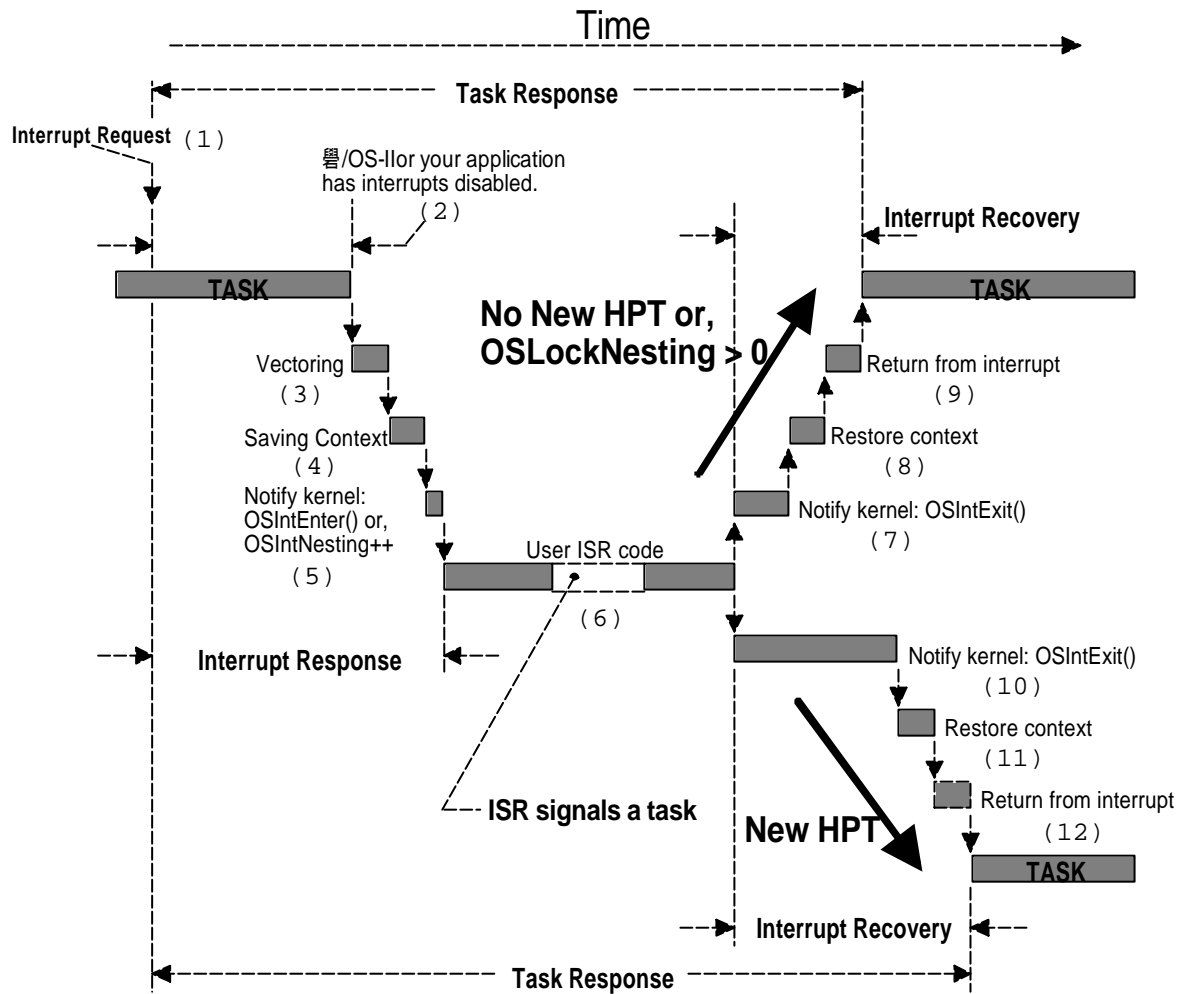 Time
Task Response
Interrupt Request (1)
礐/OS-IIor your application
has interrupts disabled.
(2)
Interrupt Recovery
TASK
TASK
No New HPT or,
OSLockNesting > 0
Vectoring
(3)
Return from interrupt
(9)
Saving Context
(4)
Restore context
(8)
Notify kernel:
OSIntEnter() or,
OSIntNesting++
(5)
Notify kernel: OSIntExit()
(7)
User ISR code
(6)
Interrupt Response
Notify kernel: OSIntExit()
(10)
Restore context
(11)
ISR signals a task
Return from interrupt
(12)
New HPT
TASK
Interrupt Recovery
Task Response